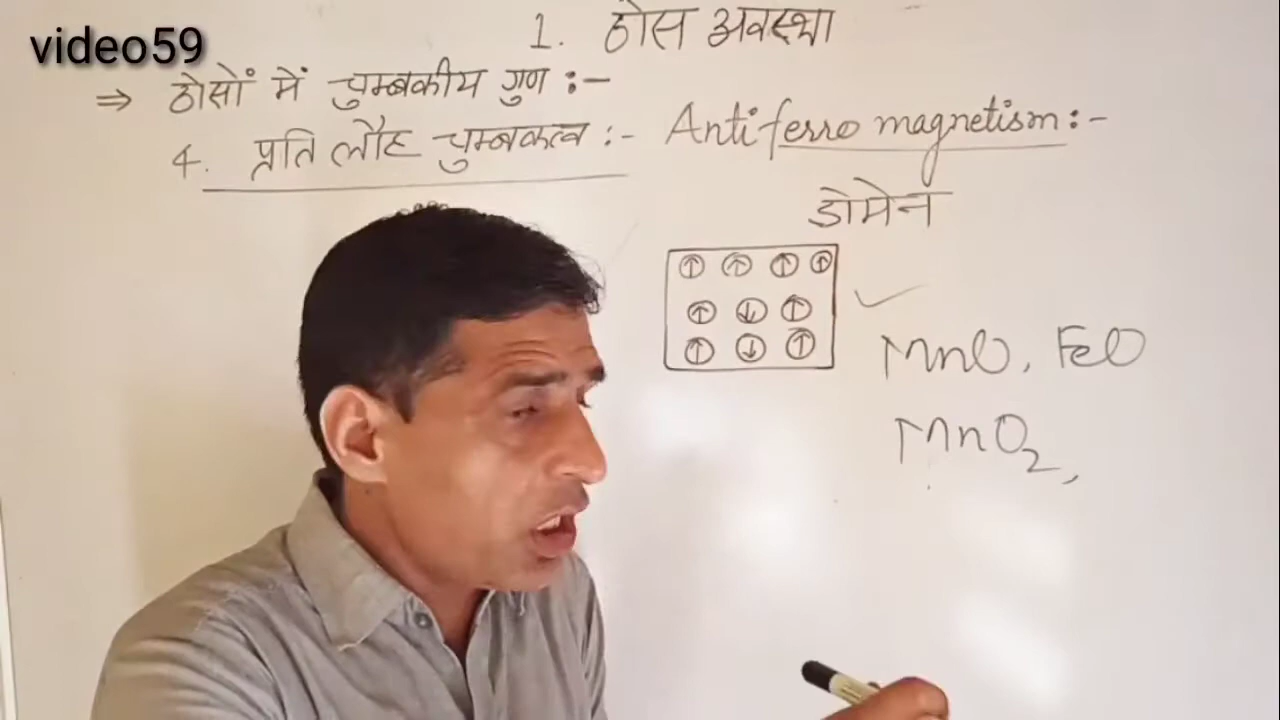 video59
1. ठोस अवस्था
⇒ ठोसों में चुम्बकीय गुण :-
4. प्रति लौह चुम्बकत्व :- Antiferro magnetism :-
डोमेन
↑ ↑ ↑ ↑
↑ ↓ ↑
↑ ↓ ↑
MnO, FeO
MnO₂,